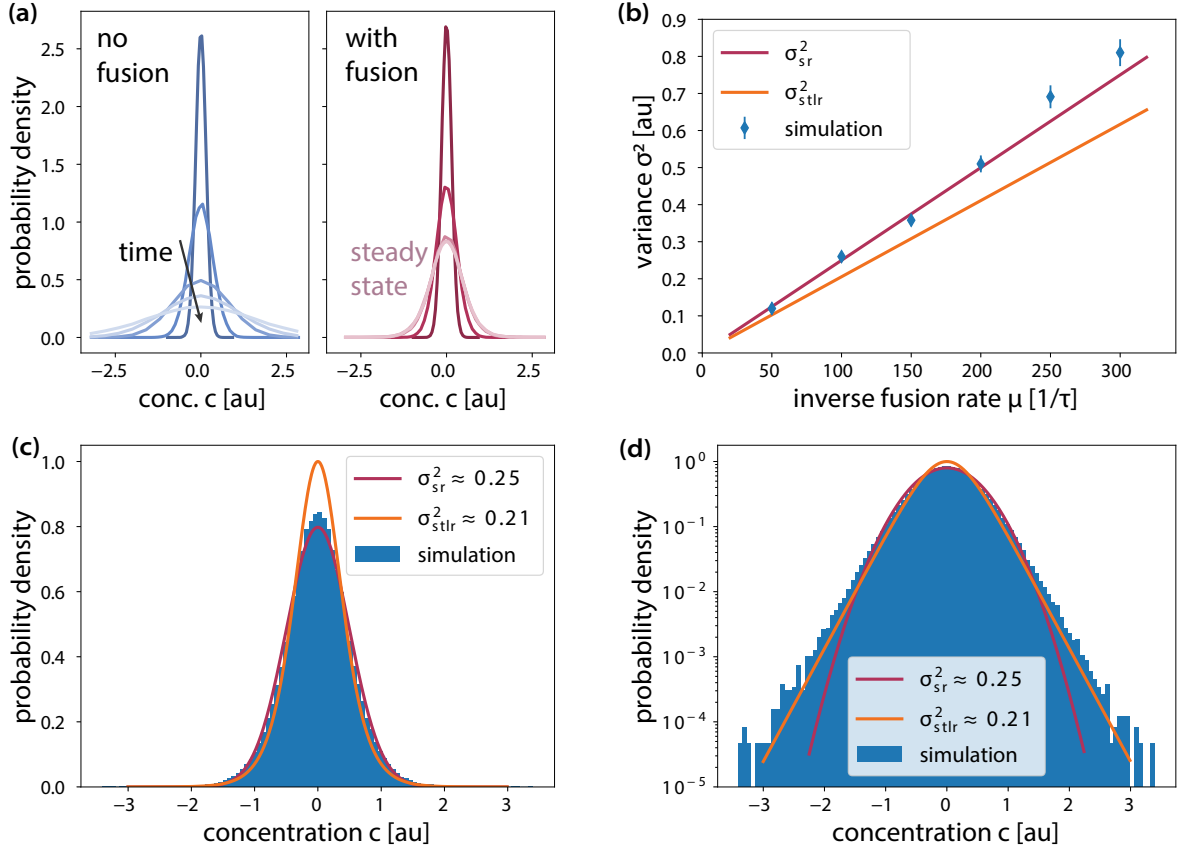 (a)
no
fusion
time
with
fusion
steady
state
probability density
0.0
0.5
1.0
1.5
2.0
2.5
−2.5
0.0
2.5
conc. c [au]
−2.5
0.0
2.5
conc. c [au]
(b)
σ²sr
σ²stlr
simulation
variance σ² [au]
0.0
0.1
0.2
0.3
0.4
0.5
0.6
0.7
0.8
0.9
0
50
100
150
200
250
300
inverse fusion rate μ [1/τ]
(c)
σ²sr ≈ 0.25
σ²stlr ≈ 0.21
simulation
probability density
0.0
0.2
0.4
0.6
0.8
1.0
−3
−2
−1
0
1
2
3
concentration c [au]
(d)
σ²sr ≈ 0.25
σ²stlr ≈ 0.21
simulation
probability density
10⁰
10⁻¹
10⁻²
10⁻³
10⁻⁴
10⁻⁵
−3
−2
−1
0
1
2
3
concentration c [au]